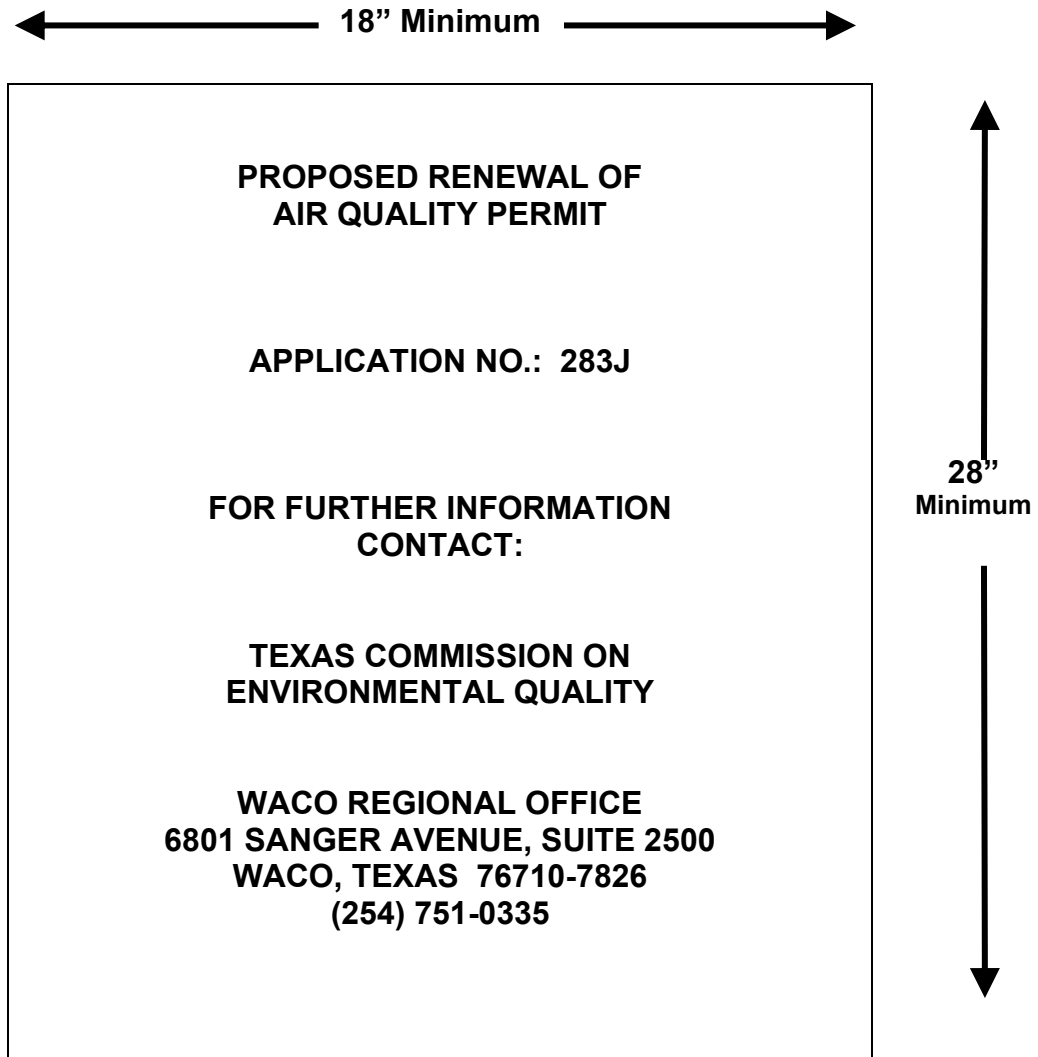 18” Minimum
PROPOSED RENEWAL OF
AIR QUALITY PERMIT
APPLICATION NO.: 283J
FOR FURTHER INFORMATION
CONTACT:
TEXAS COMMISSION ON
ENVIRONMENTAL QUALITY
WACO REGIONAL OFFICE
6801 SANGER AVENUE, SUITE 2500
WACO, TEXAS 76710-7826
(254) 751-0335
28”
Minimum